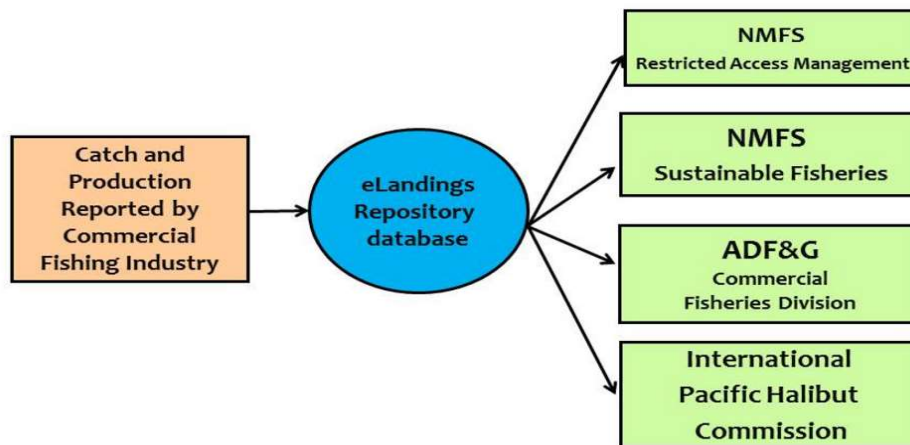 Catch and
Production
Reported by
Commercial
Fishing Industry
eLandings
Repository
database
NMFS
Restricted Access Management
NMFS
Sustainable Fisheries
ADF&G
Commercial
Fisheries Division
International
Pacific Halibut
Commission